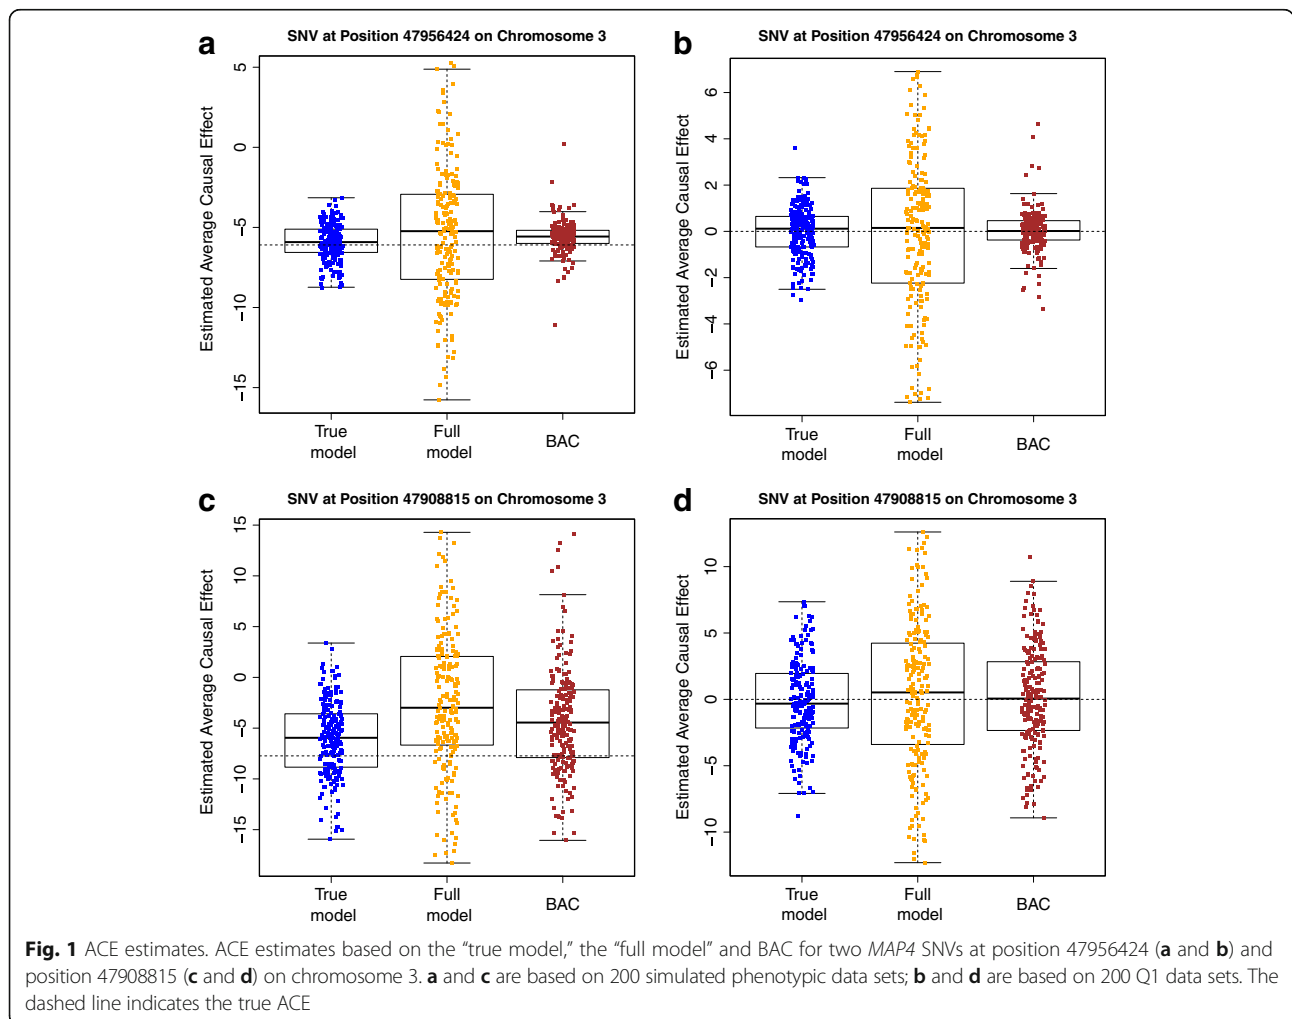 a
SNV at Position 47956424 on Chromosome 3
Estimated Average Causal Effect
5
0
−5
−10
−15
True model
Full model
BAC
b
SNV at Position 47956424 on Chromosome 3
Estimated Average Causal Effect
6
4
2
0
−2
−4
−6
True model
Full model
BAC
c
SNV at Position 47908815 on Chromosome 3
Estimated Average Causal Effect
15
10
5
0
−5
−10
−15
True model
Full model
BAC
d
SNV at Position 47908815 on Chromosome 3
Estimated Average Causal Effect
10
5
0
−5
−10
True model
Full model
BAC
Fig. 1 ACE estimates. ACE estimates based on the “true model,” the “full model” and BAC for two MAP4 SNVs at position 47956424 (a and b) and
position 47908815 (c and d) on chromosome 3. a and c are based on 200 simulated phenotypic data sets; b and d are based on 200 Q1 data sets. The
dashed line indicates the true ACE